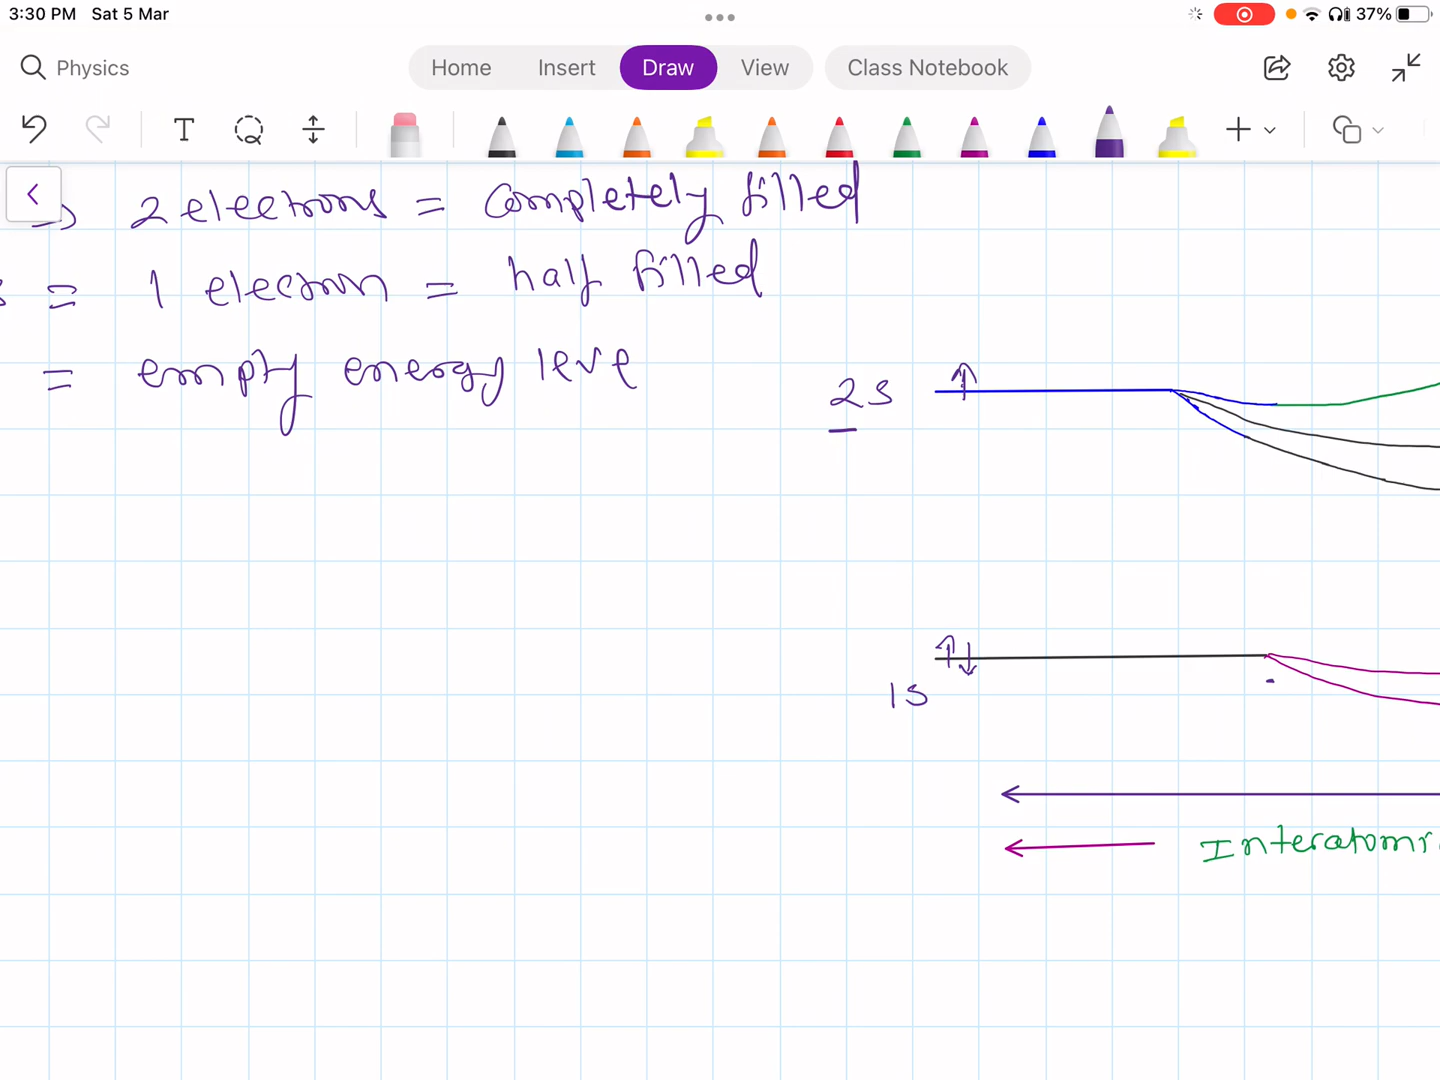 3:30 PM Sat 5 Mar
37%
Physics
Home Insert Draw View Class Notebook
T
2 electrons = completely filled
= 1 electron = half filled
= empty energy leve
2s
1s
Interatomi